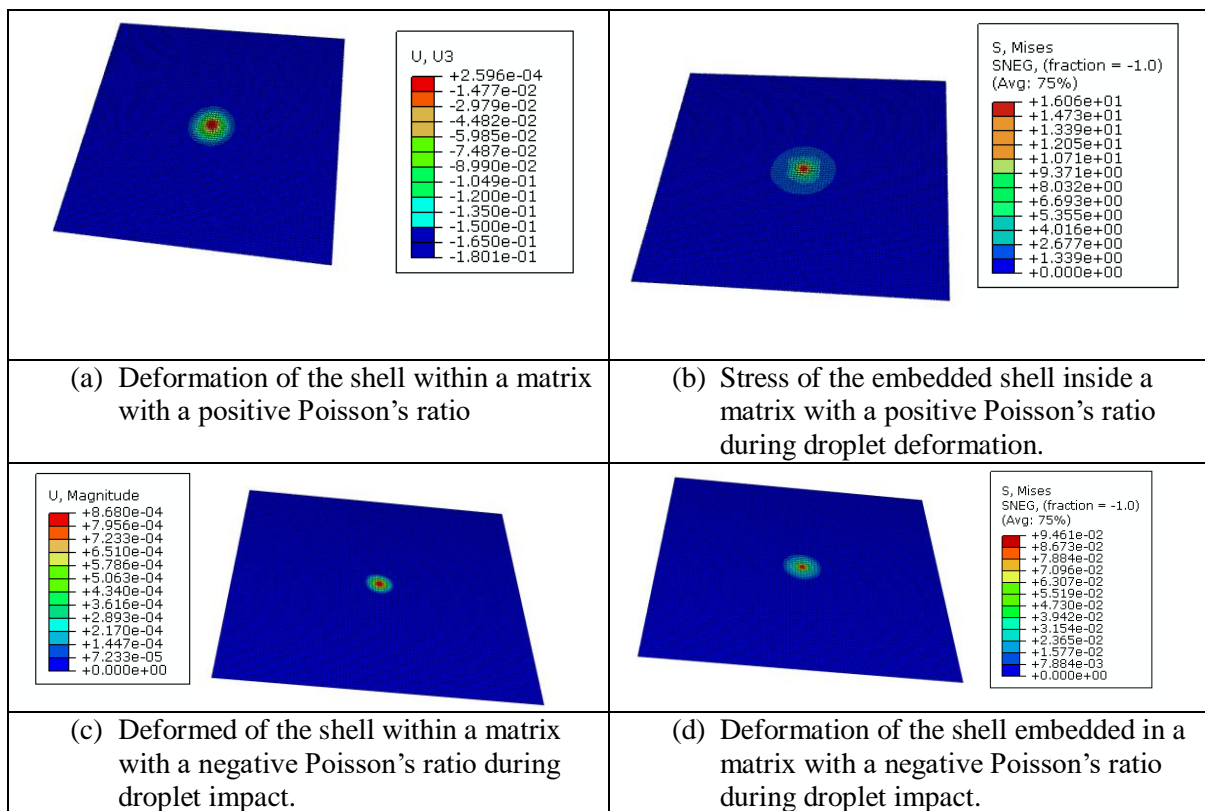 U, U3
+2.596e-04
-1.477e-02
-2.979e-02
-4.482e-02
-5.985e-02
-7.487e-02
-8.990e-02
-1.049e-01
-1.200e-01
-1.350e-01
-1.500e-01
-1.650e-01
-1.801e-01
S, Mises
SNEG, (fraction = -1.0)
(Avg: 75%)
+1.606e+01
+1.473e+01
+1.339e+01
+1.205e+01
+1.071e+01
+9.371e+00
+8.032e+00
+6.693e+00
+5.355e+00
+4.016e+00
+2.677e+00
+1.339e+00
+0.000e+00
(a) Deformation of the shell within a matrix
with a positive Poisson’s ratio
(b) Stress of the embedded shell inside a
matrix with a positive Poisson’s ratio
during droplet deformation.
U, Magnitude
+8.680e-04
+7.956e-04
+7.233e-04
+6.510e-04
+5.786e-04
+5.063e-04
+4.340e-04
+3.616e-04
+2.893e-04
+2.170e-04
+1.447e-04
+7.233e-05
+0.000e+00
S, Mises
SNEG, (fraction = -1.0)
(Avg: 75%)
+9.461e-02
+8.673e-02
+7.884e-02
+7.096e-02
+6.307e-02
+5.519e-02
+4.730e-02
+3.942e-02
+3.154e-02
+2.365e-02
+1.577e-02
+7.884e-03
+0.000e+00
(c) Deformed of the shell within a matrix
with a negative Poisson’s ratio during
droplet impact.
(d) Deformation of the shell embedded in a
matrix with a negative Poisson’s ratio
during droplet impact.